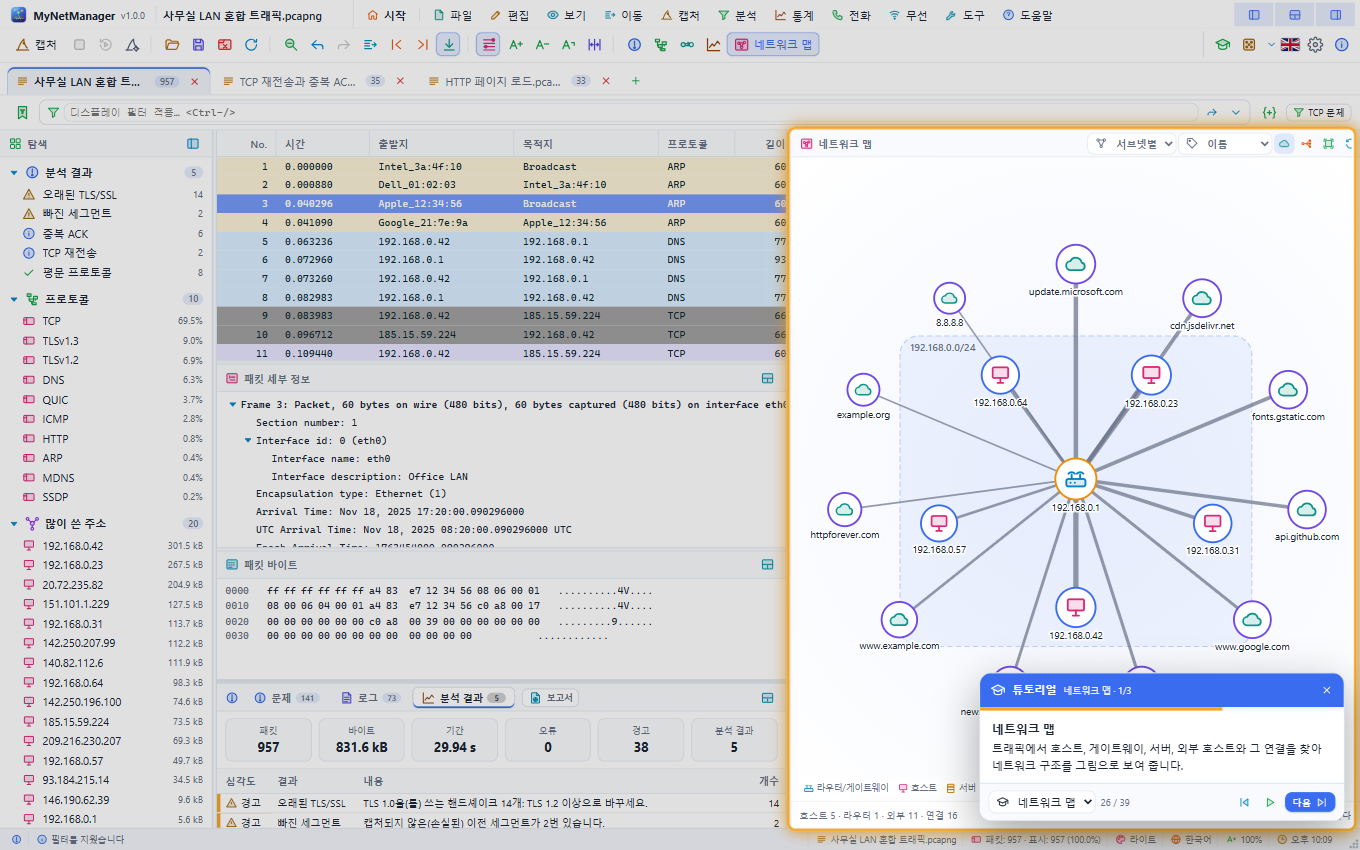 MyNetManager v1.0.0 사무실 LAN 혼합 트래픽.pcapng 시작 파일 편집 보기 이동 캡처 분석 통계 전화 무선 도구 도움말
캡처 A+ A- 네트워크 맵
사무실 LAN 혼합 트... 957 TCP 재전송과 중복 AC... 35 HTTP 페이지 로드.pca... 33
디스플레이 필터 적용… <Ctrl-/> TCP 문제
탐색
분석 결과 5
오래된 TLS/SSL 14
빠진 세그먼트 2
중복 ACK 6
TCP 재전송 2
평문 프로토콜 8
프로토콜 10
TCP 69.5%
TLSv1.3 9.0%
TLSv1.2 6.9%
DNS 6.3%
QUIC 3.7%
ICMP 2.8%
HTTP 0.8%
ARP 0.4%
MDNS 0.4%
SSDP 0.2%
많이 쓴 주소 20
192.168.0.42 301.5 kB
192.168.0.23 267.5 kB
20.72.235.82 204.9 kB
151.101.1.229 127.5 kB
192.168.0.31 113.7 kB
142.250.207.99 112.2 kB
140.82.112.6 111.9 kB
192.168.0.64 98.3 kB
142.250.196.100 74.6 kB
185.15.59.224 73.5 kB
209.216.230.207 69.3 kB
192.168.0.57 49.7 kB
93.184.215.14 34.5 kB
146.190.62.39 9.6 kB
192.168.0.1 5.6 kB
No. 시간 출발지 목적지 프로토콜 길이
1 0.000000 Intel_3a:4f:10 Broadcast ARP 60
2 0.000880 Dell_01:02:03 Intel_3a:4f:10 ARP 60
3 0.040296 Apple_12:34:56 Broadcast ARP 60
4 0.041090 Google_21:7e:9a Apple_12:34:56 ARP 60
5 0.063236 192.168.0.42 192.168.0.1 DNS 77
6 0.072960 192.168.0.1 192.168.0.42 DNS 93
7 0.073260 192.168.0.42 192.168.0.1 DNS 77
8 0.082983 192.168.0.1 192.168.0.42 DNS 77
9 0.083983 192.168.0.42 185.15.59.224 TCP 66
10 0.096712 185.15.59.224 192.168.0.42 TCP 66
11 0.109440 192.168.0.42 185.15.59.224 TCP 60
패킷 세부 정보
Frame 3: Packet, 60 bytes on wire (480 bits), 60 bytes captured (480 bits) on interface eth0
Section number: 1
Interface id: 0 (eth0)
Interface name: eth0
Interface description: Office LAN
Encapsulation type: Ethernet (1)
Arrival Time: Nov 18, 2025 17:20:00.090296000
UTC Arrival Time: Nov 18, 2025 08:20:00.090296000 UTC
패킷 바이트
0000 ff ff ff ff ff ff a4 83 e7 12 34 56 08 06 00 01 ..........4V....
0010 08 00 06 04 00 01 a4 83 e7 12 34 56 c0 a8 00 17 ..........4V....
0020 00 00 00 00 00 00 c0 a8 00 39 00 00 00 00 00 00 .........9......
0030 00 00 00 00 00 00 00 00 00 00 00 00 ............
문제 141 로그 73 분석 결과 5 보고서
패킷 바이트 기간 오류 경고 분석 결과
957 831.6 kB 29.94 s 0 38 5
심각도 결과 내용 개수
경고 오래된 TLS/SSL TLS 1.0을(를) 쓰는 핸드셰이크 14개: TLS 1.2 이상으로 바꾸세요. 14
경고 빠진 세그먼트 캡처되지 않은(손실된) 이전 세그먼트가 2번 있습니다. 2
네트워크 맵 서브넷별 이름
update.microsoft.com
8.8.8.8
cdn.jsdelivr.net
192.168.0.0/24
192.168.0.64
192.168.0.23
example.org
fonts.gstatic.com
192.168.0.1
httpforever.com
192.168.0.57
192.168.0.31
api.github.com
192.168.0.42
www.example.com
www.google.com
new
라우터/게이트웨이 호스트 서버
호스트 5 · 라우터 1 · 외부 11 · 연결 16
튜토리얼 네트워크 맵 · 1/3
네트워크 맵
트래픽에서 호스트, 게이트웨이, 서버, 외부 호스트와 그 연결을 찾아
네트워크 구조를 그림으로 보여 줍니다.
네트워크 맵 26 / 39 다음
필터를 지웠습니다 사무실 LAN 혼합 트래픽.pcapng 패킷: 957 · 표시: 957 (100.0%) 라이트 한국어 A+ 100% 오후 10:09